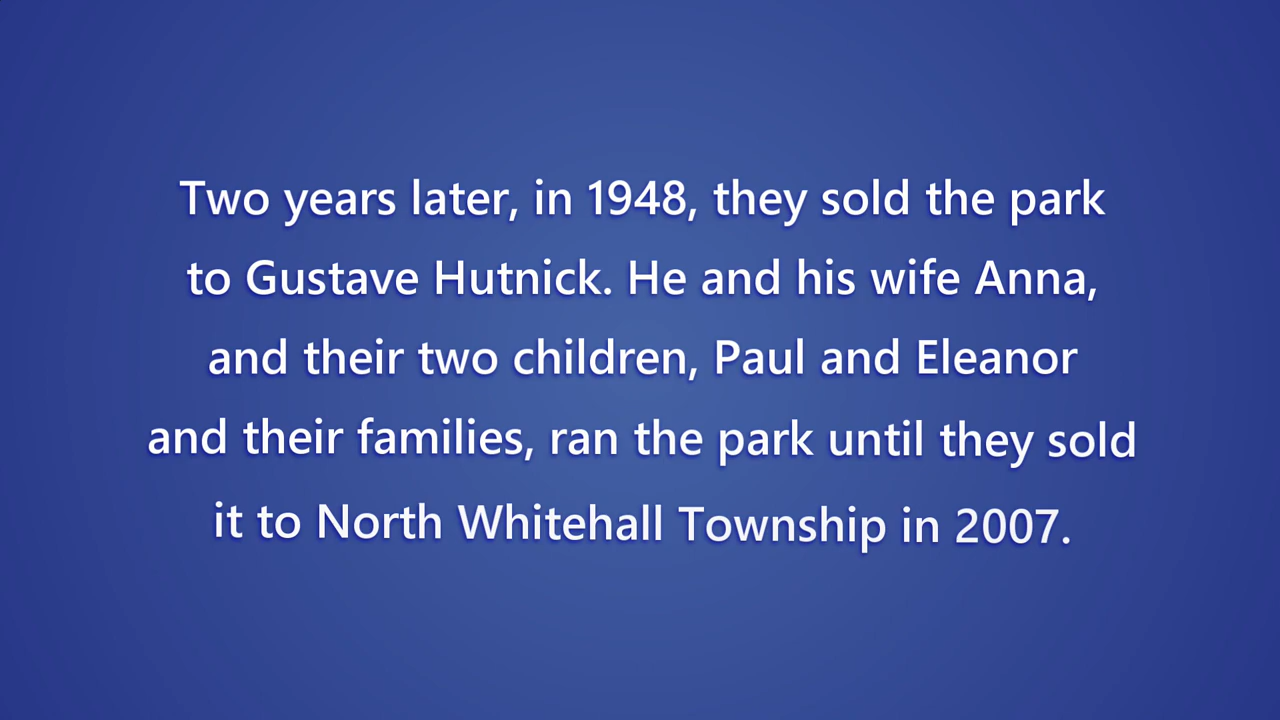 Two years later, in 1948, they sold the park
to Gustave Hutnick. He and his wife Anna,
and their two children, Paul and Eleanor
and their families, ran the park until they sold
it to North Whitehall Township in 2007.